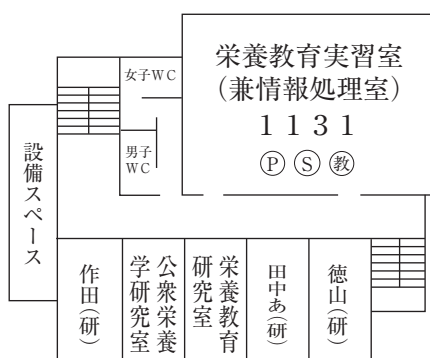 女子WC
栄養教育実習室
(兼情報処理室)
1131
Ⓟ Ⓢ ㊩
男子
WC
設備スペース
作田(研)
公衆栄養
学研究室
栄養教育
研究室
田中あ(研)
徳山(研)